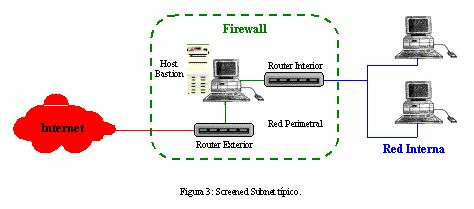 Firewall
Host
Bastion
Router Interior
Internet
Red Perimetral
Router Exterior
Red Interna
Figura 3: Screened Subnet típico.